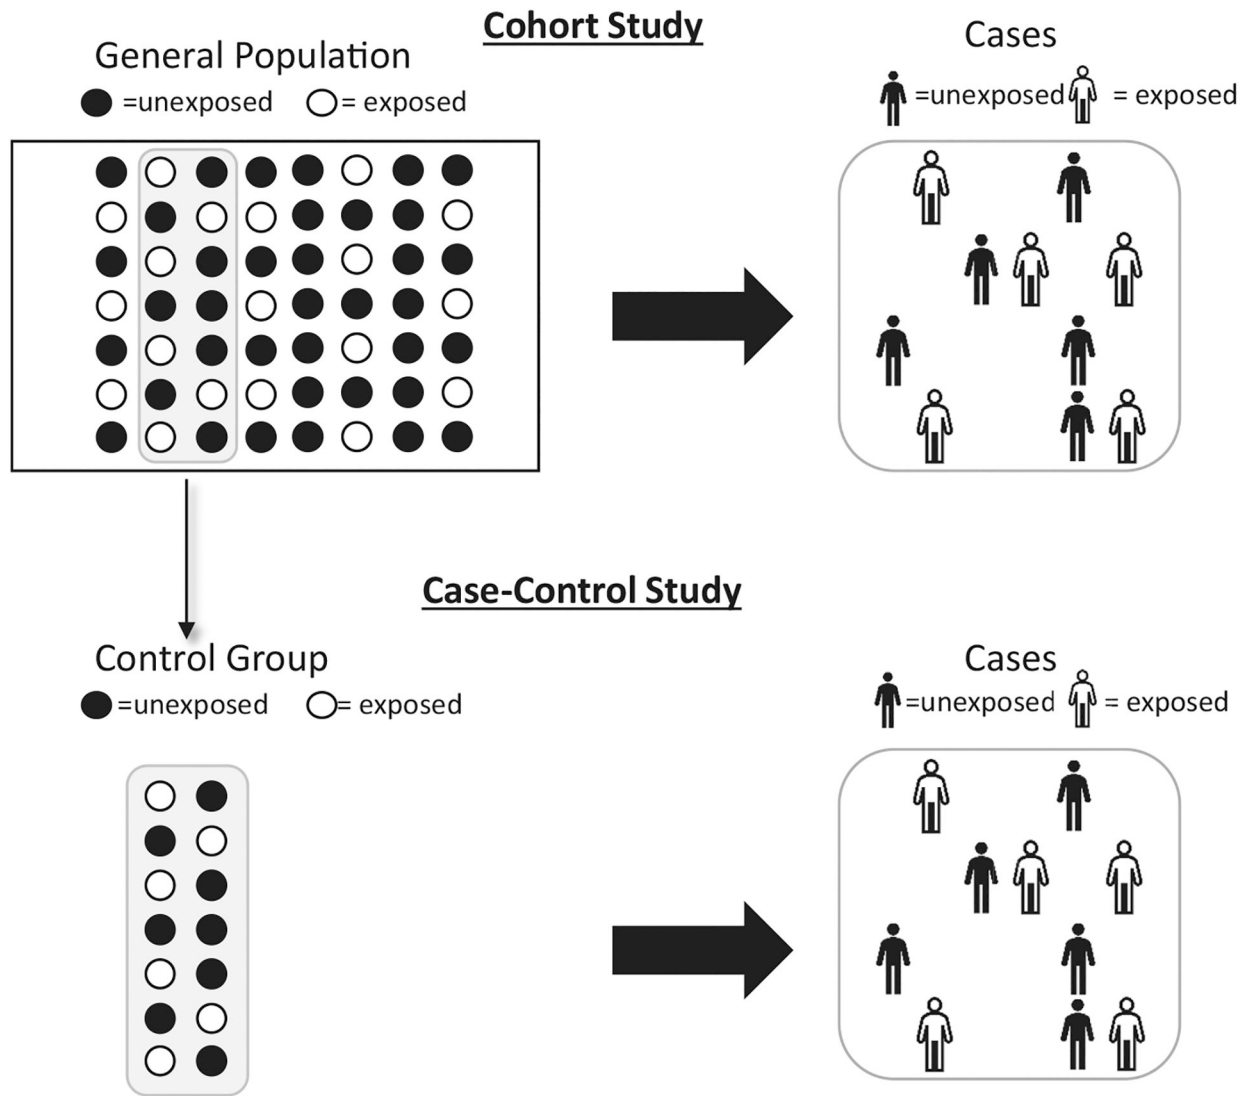 Cohort Study
General Population
=unexposed = exposed
Cases
=unexposed = exposed
Case-Control Study
Control Group
=unexposed = exposed
Cases
=unexposed = exposed